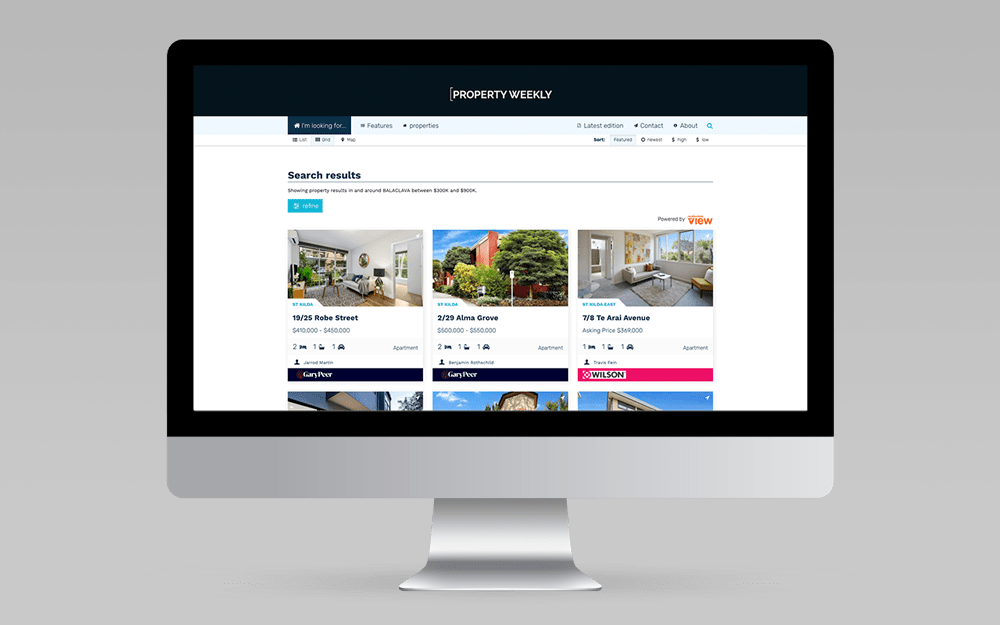 [PROPERTY WEEKLY
I'm looking for... Features properties Latest edition Contact About
List Grid Map Sort: Featured newest $ high $ low
Search results
Showing property results in and around BALACLAVA between $300K and $900K.
refine
Powered by view
ST KILDA
19/25 Robe Street
$410,000 - $450,000
2 1 1 Apartment
Jarrod Martin
GaryPeer
ST KILDA
2/29 Alma Grove
$500,000 - $550,000
2 1 1 Apartment
Benjamin Rothschild
GaryPeer
ST KILDA EAST
7/8 Te Arai Avenue
Asking Price $369,000
1 1 1 Apartment
Travis Fein
WILSON